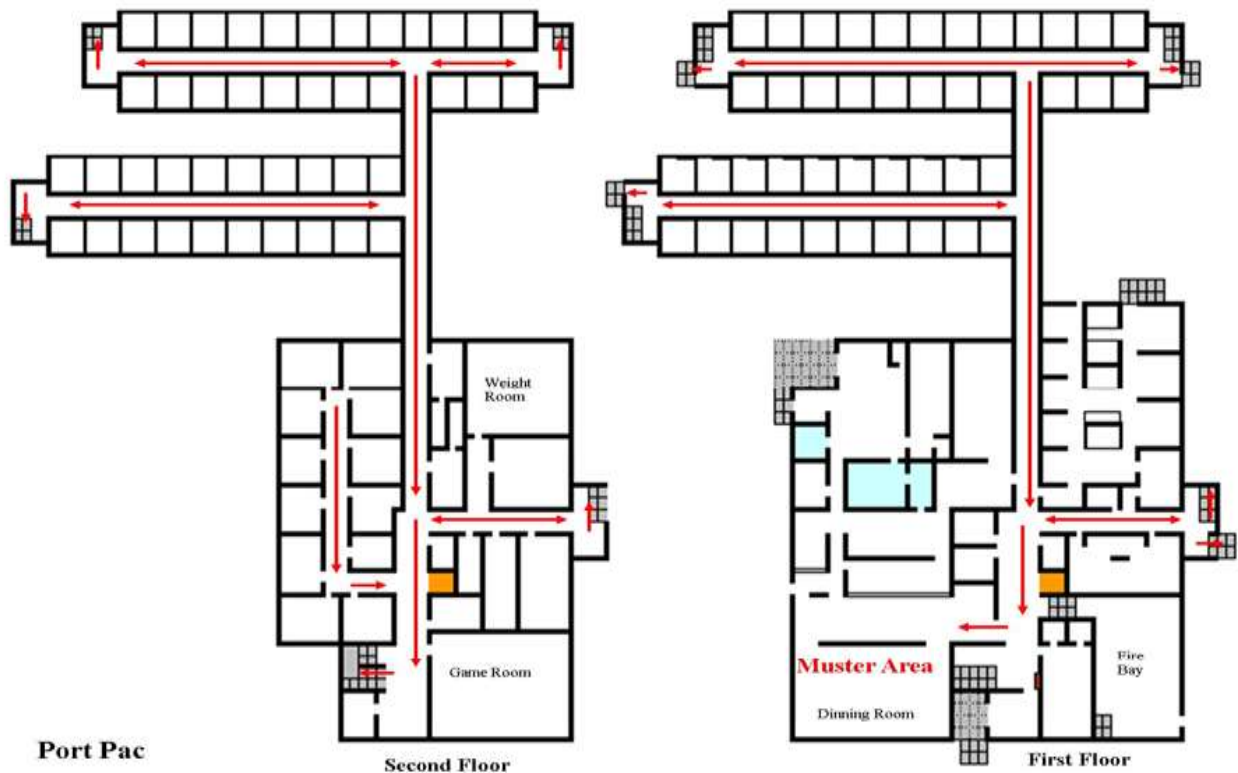 Weight
Room
Game Room
Second Floor
Port Pac
Muster Area
Dinning Room
Fire
Bay
First Floor